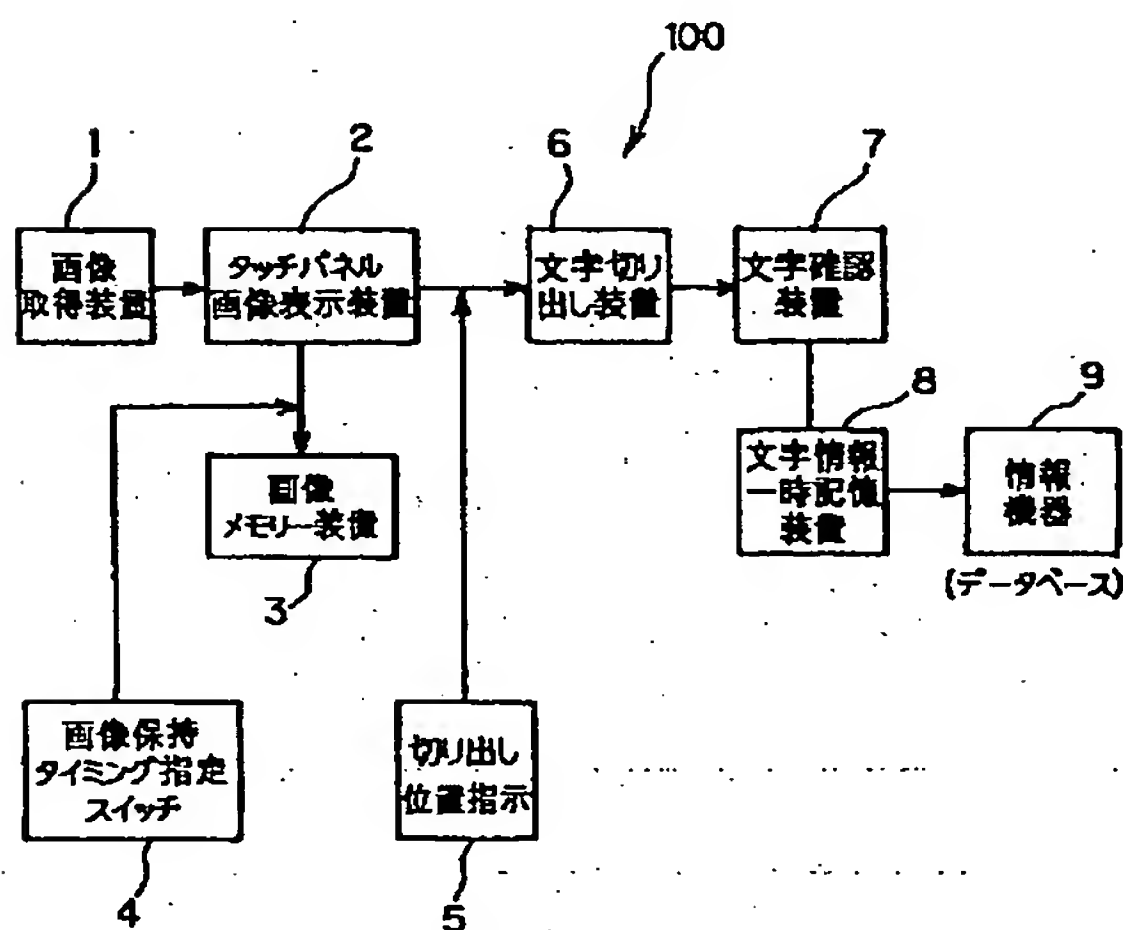 100
1
2
6
7
画像
取得装置
タッチパネル
画像表示装置
文字切り
出し装置
文字確認
装置
8
9
文字情報
一時記憶
装置
情報
機器
(データベース)
画像
メモリー装置
3
画像保持
タイミング指定
スイッチ
切り出し
位置指示
4
5